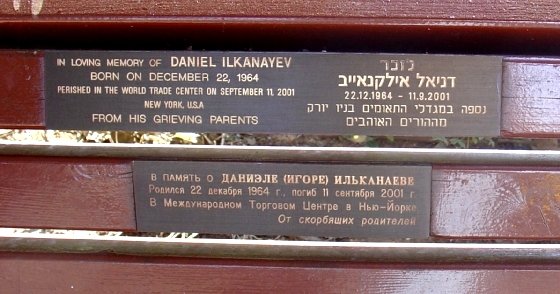 IN LOVING MEMORY OF DANIEL ILKANAYEV
BORN ON DECEMBER 22, 1964
PERISHED IN THE WORLD TRADE CENTER ON SEPTEMBER 11, 2001
NEW YORK, U.S.A
FROM HIS GRIEVING PARENTS
לזכר
דניאל אילקנאייב
22.12.1964 – 11.9.2001
נספה במגדלי התאומים בניו יורק
מההורים האוהבים
В ПАМЯТЬ О ДАНИЭЛЕ (ИГОРЕ) ИЛЬКАНАЕВЕ
Родился 22 декабря 1964 г., погиб 11 сентября 2001 г.
В Международном Торговом Центре в Нью-Йорке
От скорбящих родителей